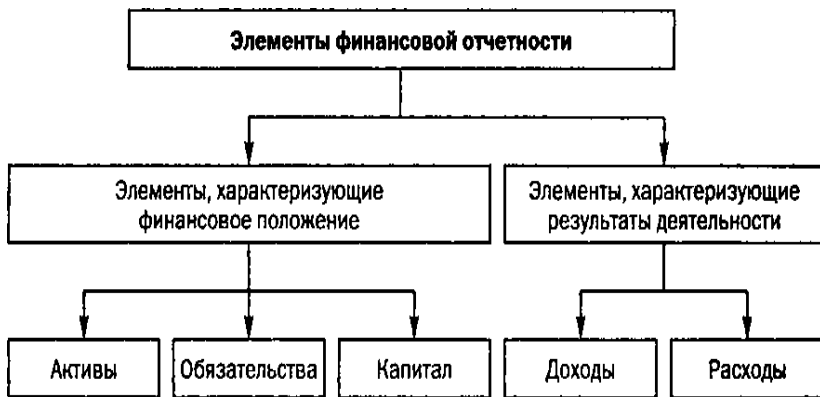 Элементы финансовой отчетности
Элементы, характеризующие
финансовое положение
Элементы, характеризующие
результаты деятельности
Активы
Обязательства
Капитал
Доходы
Расходы